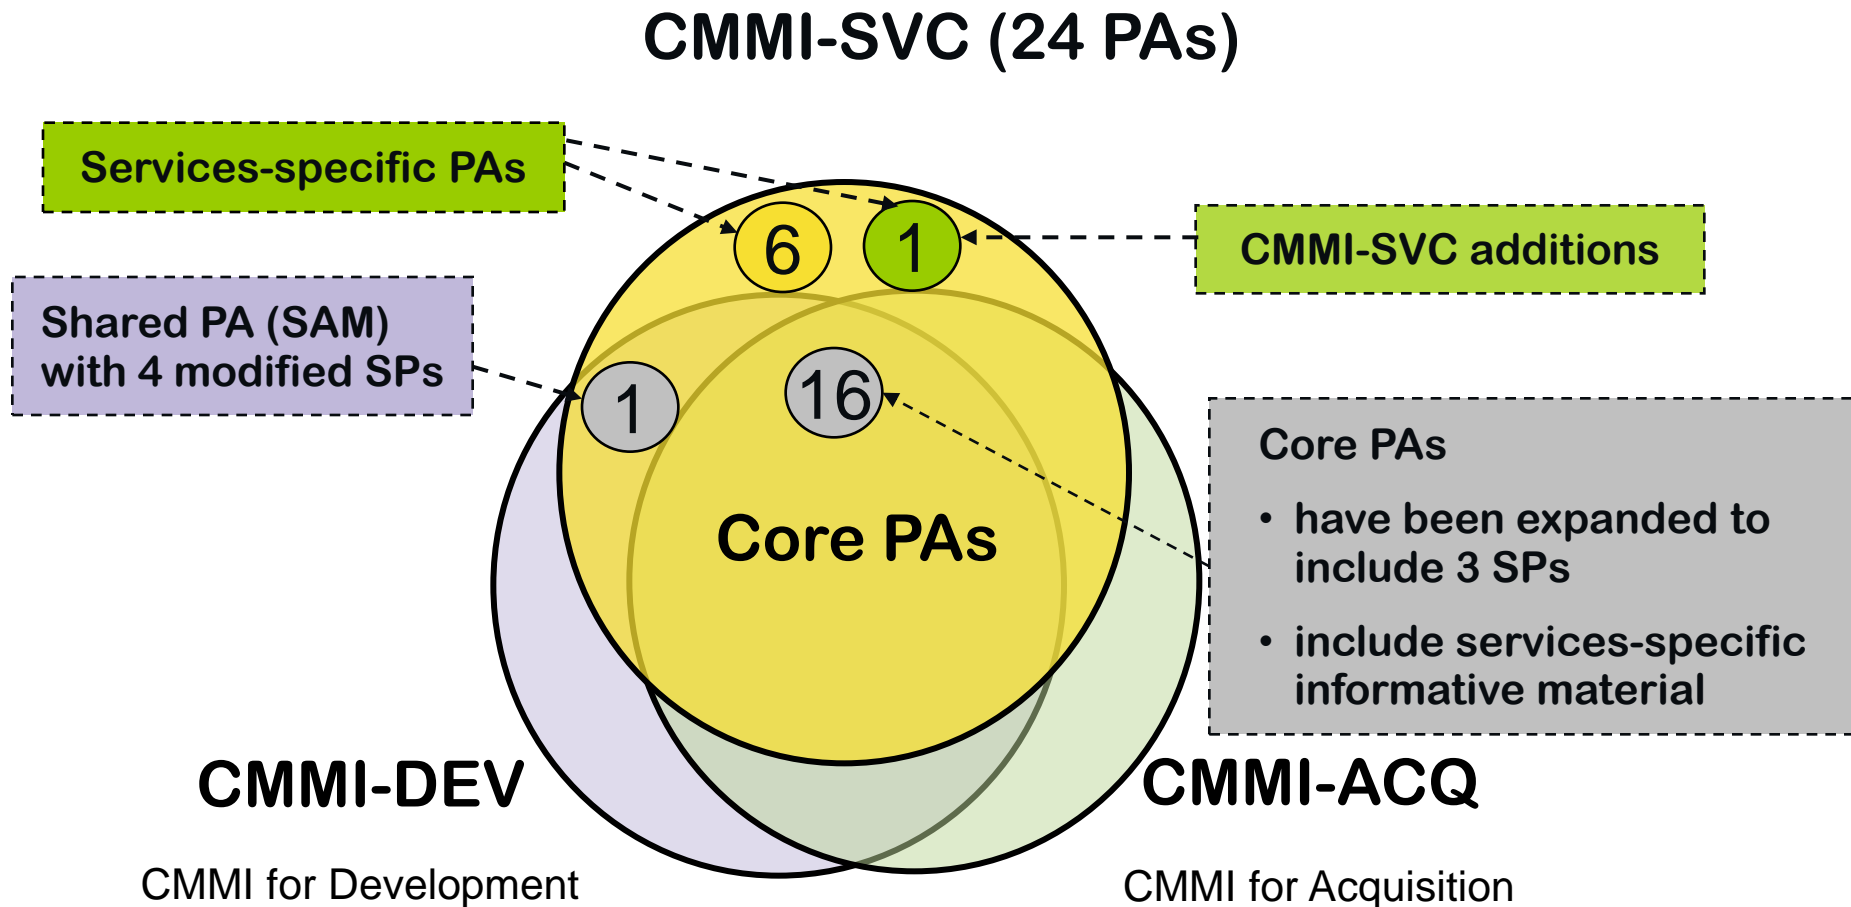 CMMI-SVC (24 PAs)
Services-specific PAs
6
1
CMMI-SVC additions
Shared PA (SAM)
with 4 modified SPs
1
16
Core PAs
• have been expanded to
include 3 SPs
• include services-specific
informative material
Core PAs
CMMI-DEV
CMMI-ACQ
CMMI for Development
CMMI for Acquisition